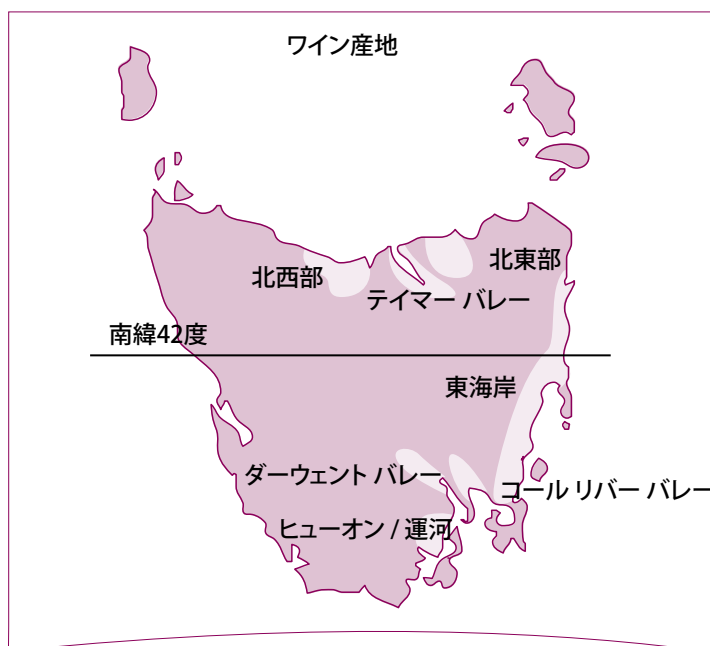 ワイン産地
北東部
北西部
テイマー バレー
南緯42度
東海岸
ダーウェント バレー
コール リバー バレー
ヒューオン / 運河